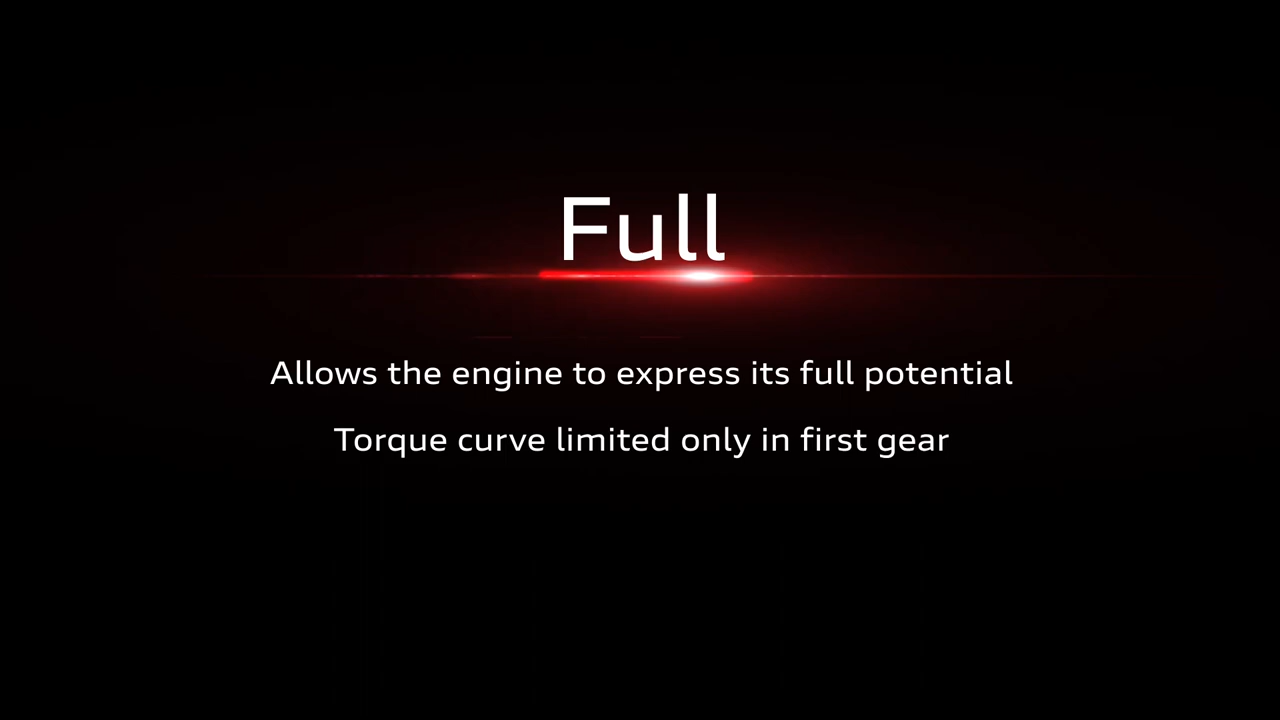 Full
Allows the engine to express its full potential
Torque curve limited only in first gear